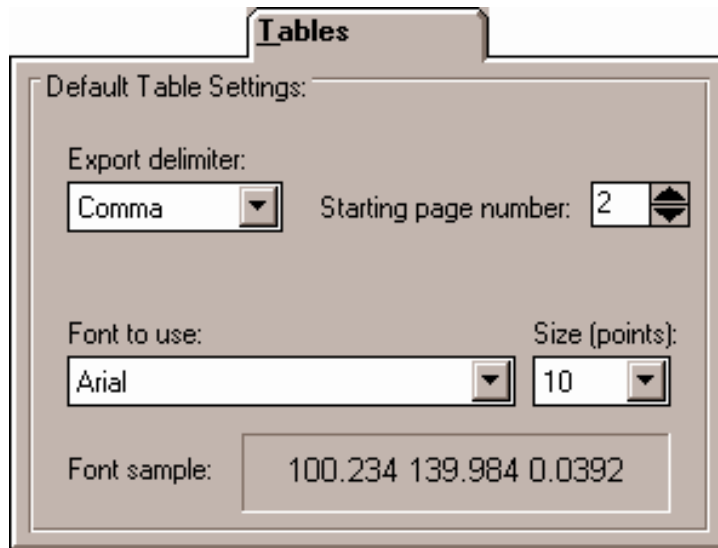 Tables
Default Table Settings:
Export delimiter:
Comma
Starting page number: 2
Font to use:
Size (points):
Arial
10
Font sample:
100.234 139.984 0.0392